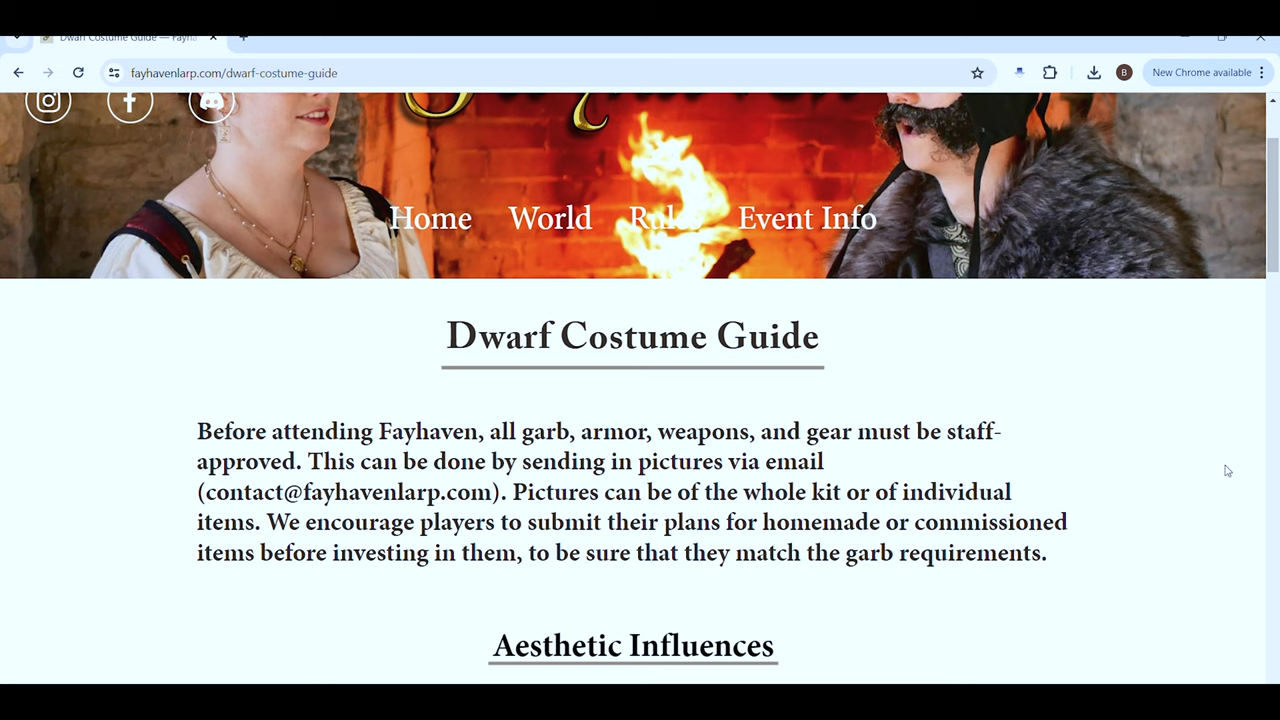 Dwarf Costume Guide — Fayh
fayhavenlarp.com/dwarf-costume-guide
B
New Chrome available
Home World Rules Event Info
Dwarf Costume Guide
Before attending Fayhaven, all garb, armor, weapons, and gear must be staff-
approved. This can be done by sending in pictures via email
(contact@fayhavenlarp.com). Pictures can be of the whole kit or of individual
items. We encourage players to submit their plans for homemade or commissioned
items before investing in them, to be sure that they match the garb requirements.
Aesthetic Influences